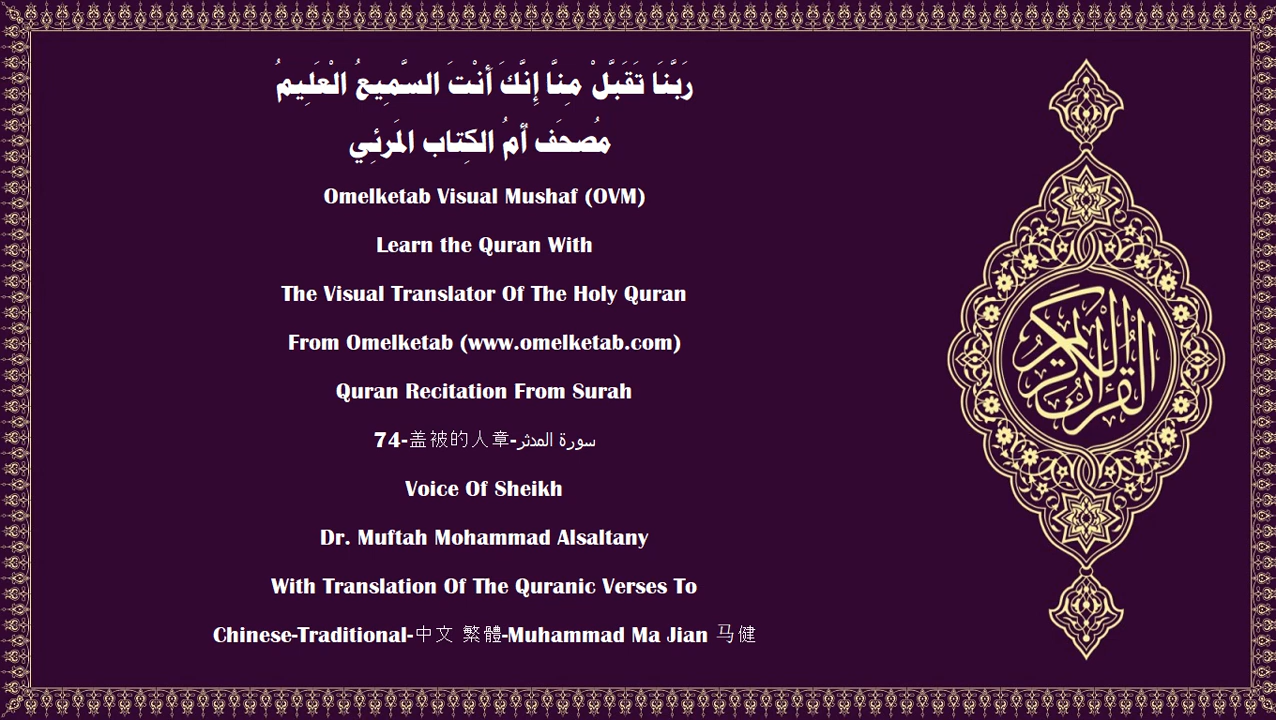 رَبَّنَا تَقَبَّلْ مِنَّا إِنَّكَ أَنْتَ السَّمِيعُ الْعَلِيمُ
مُصحَف أمُ الكِتاب المَرئِي
Omelketab Visual Mushaf (OVM)
Learn the Quran With
The Visual Translator Of The Holy Quran
From Omelketab (www.omelketab.com)
Quran Recitation From Surah
74-盖被的人章-سورة المدثر
Voice Of Sheikh
Dr. Muftah Mohammad Alsaltany
With Translation Of The Quranic Verses To
Chinese-Traditional-中文 繁體-Muhammad Ma Jian 马健
القرآن الكريم